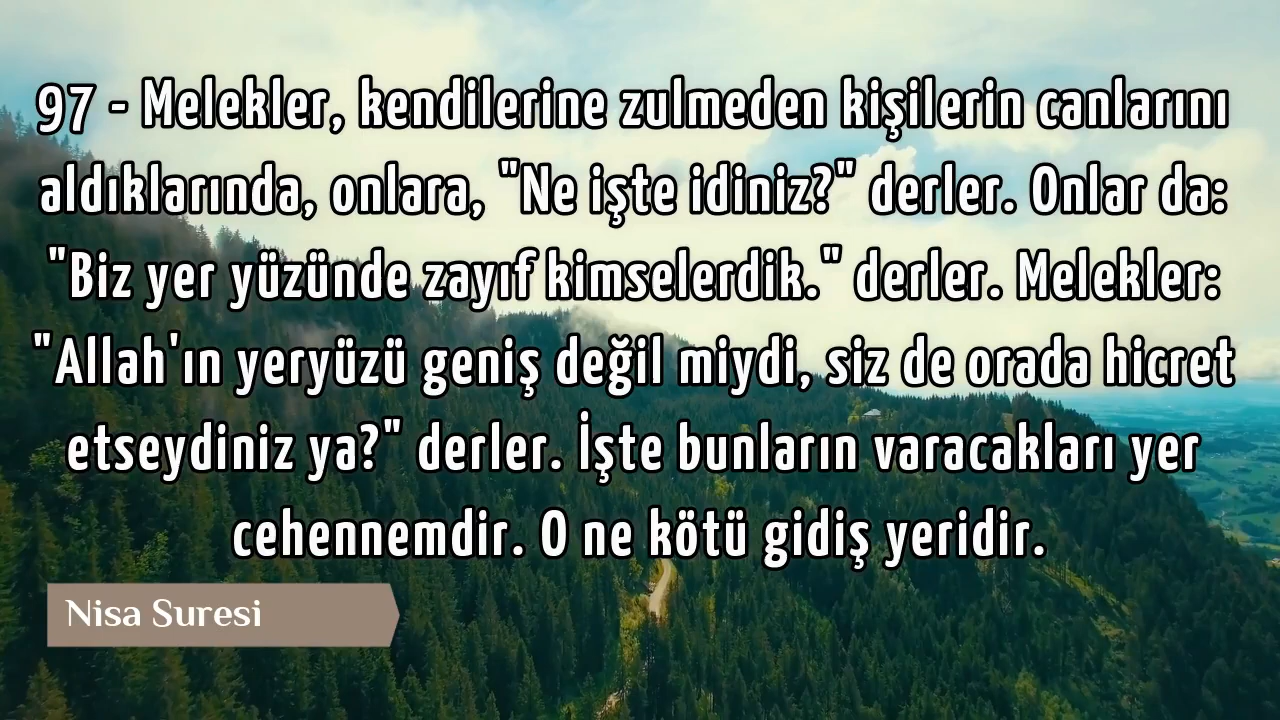 97 - Melekler, kendilerine zulmeden kişilerin canlarını
aldıklarında, onlara, "Ne işte idiniz?" derler. Onlar da:
"Biz yer yüzünde zayıf kimselerdik." derler. Melekler:
"Allah'ın yeryüzü geniş değil miydi, siz de orada hicret
etseydiniz ya?" derler. İşte bunların varacakları yer
cehennemdir. O ne kötü gidiş yeridir.
Nisa Suresi